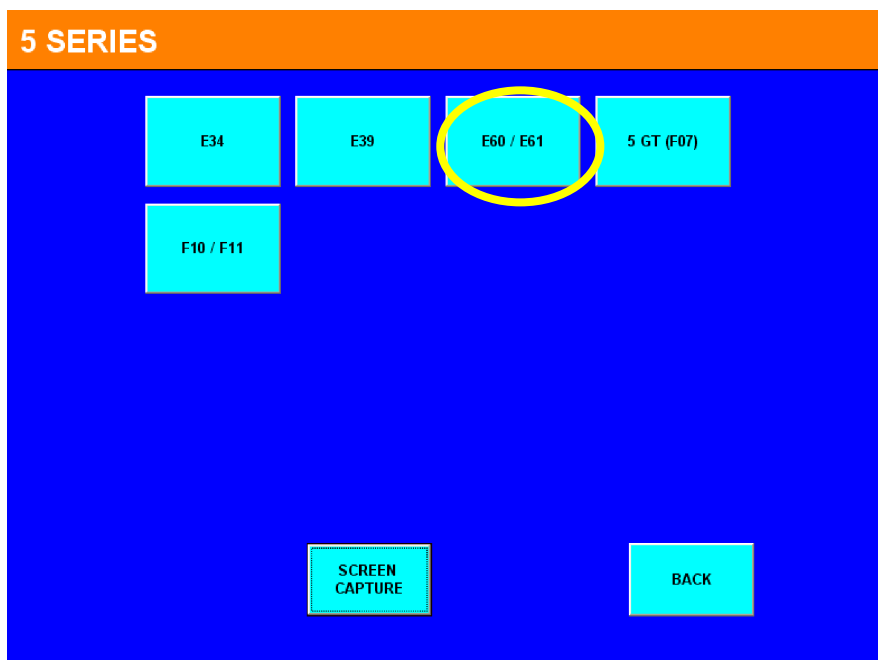 5 SERIES
E34
E39
E60 / E61
5 GT (F07)
F10 / F11
SCREEN
CAPTURE
BACK